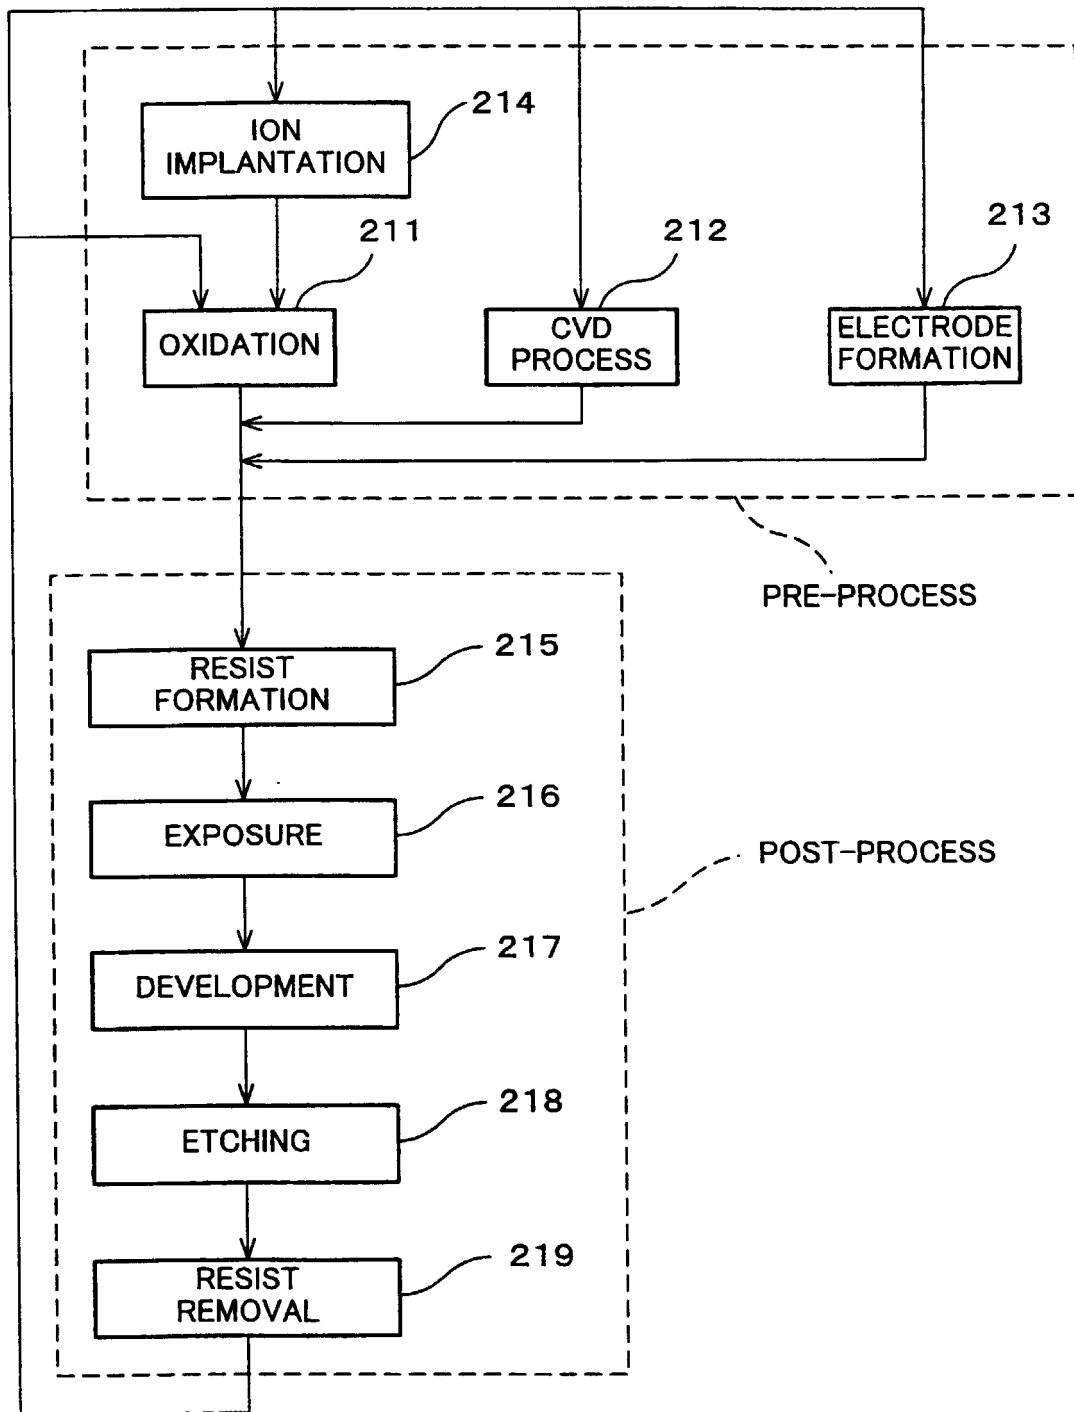 214
ION
IMPLANTATION
211
212
213
OXIDATION
CVD
PROCESS
ELECTRODE
FORMATION
PRE-PROCESS
215
RESIST
FORMATION
216
EXPOSURE
POST-PROCESS
217
DEVELOPMENT
218
ETCHING
219
RESIST
REMOVAL